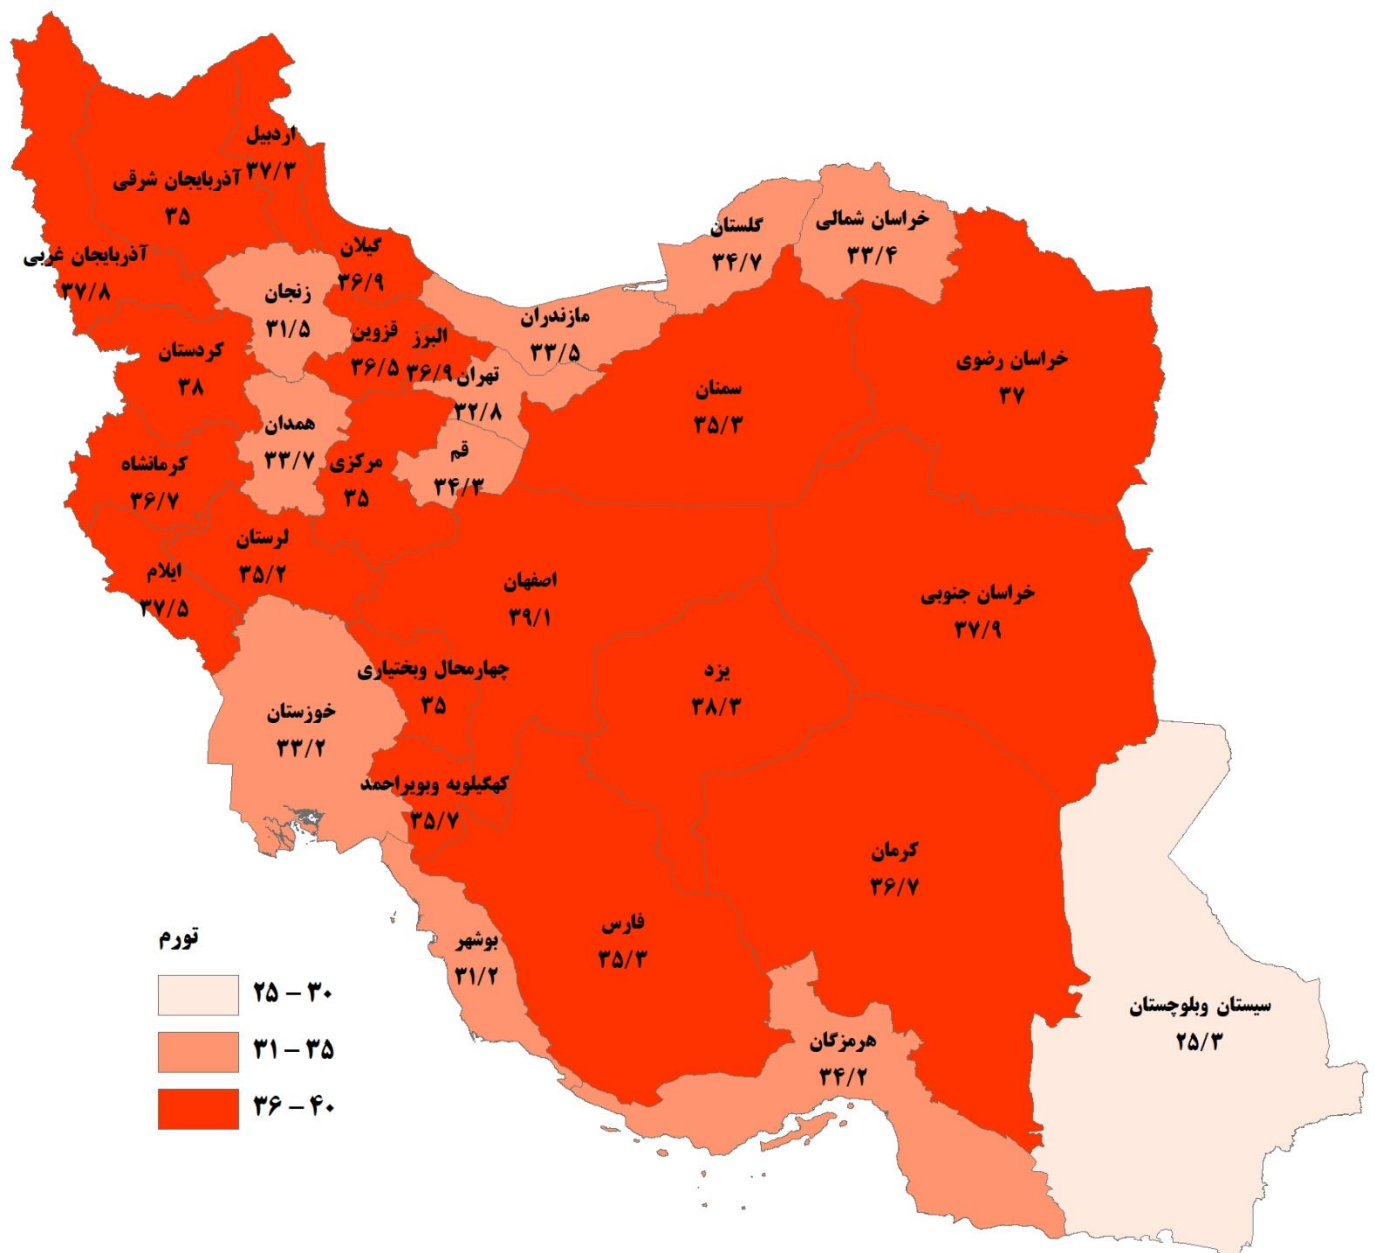 اردبیل
۳۷/۳
آذربایجان شرقی
۳۵
آذربایجان غربی
۳۷/۸
گیلان
۳۶/۹
زنجان
۳۱/۵
کردستان
۳۸
قزوین
۳۶/۵
البرز
۳۶/۹
تهران
۳۲/۸
مازندران
۳۳/۵
گلستان
۳۴/۷
خراسان شمالی
۳۳/۴
خراسان رضوی
۳۷
سمنان
۳۵/۳
همدان
۳۳/۷
کرمانشاه
۳۶/۷
مرکزی
۳۵
قم
۳۴/۳
لرستان
۳۵/۲
ایلام
۳۷/۵
اصفهان
۳۹/۱
خراسان جنوبی
۳۷/۹
چهارمحال وبختیاری
۳۵
یزد
۳۸/۳
خوزستان
۳۳/۲
کهگیلویه وبویراحمد
۳۵/۷
کرمان
۳۶/۷
فارس
۳۵/۳
بوشهر
۳۱/۲
هرمزگان
۳۴/۲
سیستان وبلوچستان
۲۵/۳
تورم
۲۵ – ۳۰
۳۱ – ۳۵
۳۶ – ۴۰